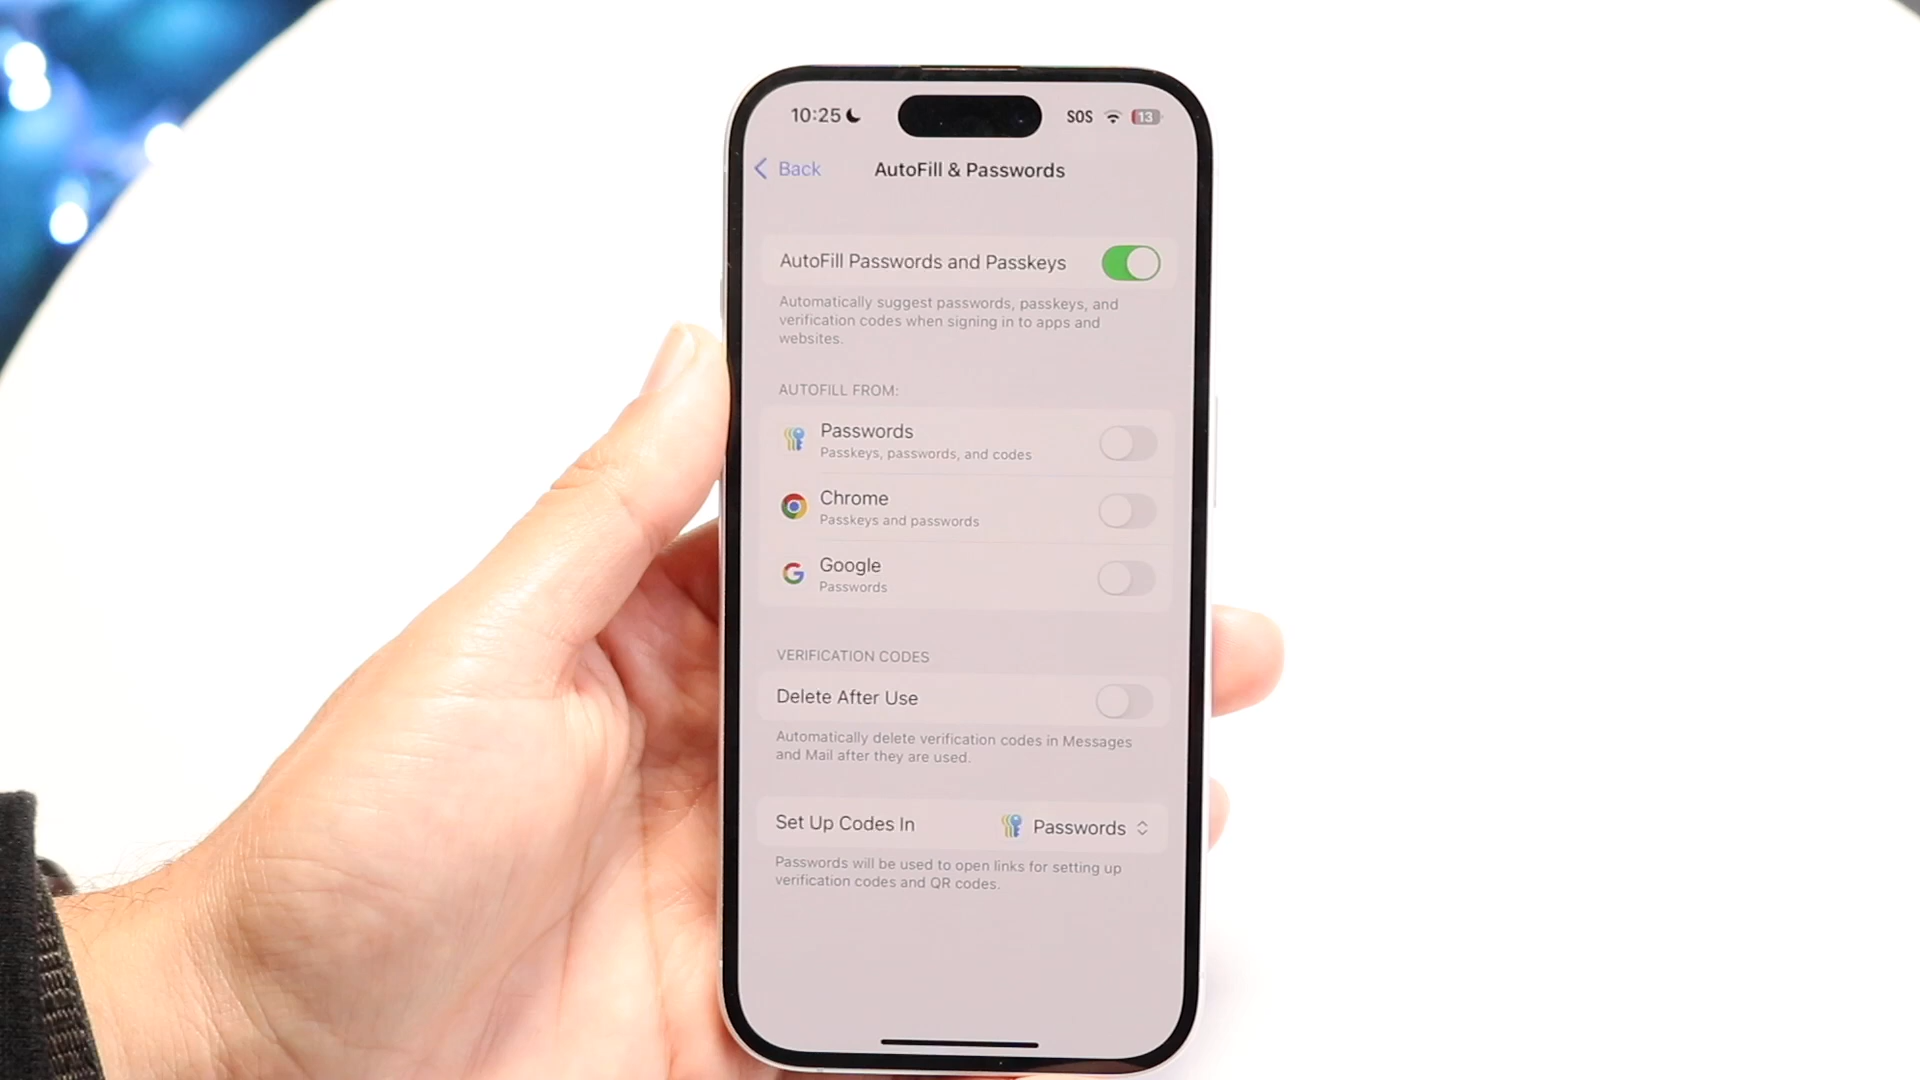 10:25 SOS 13
Back AutoFill & Passwords
AutoFill Passwords and Passkeys
Automatically suggest passwords, passkeys, and
verification codes when signing in to apps and
websites.
AUTOFILL FROM:
Passwords
Passkeys, passwords, and codes
Chrome
Passkeys and passwords
Google
Passwords
VERIFICATION CODES
Delete After Use
Automatically delete verification codes in Messages
and Mail after they are used.
Set Up Codes In Passwords
Passwords will be used to open links for setting up
verification codes and QR codes.